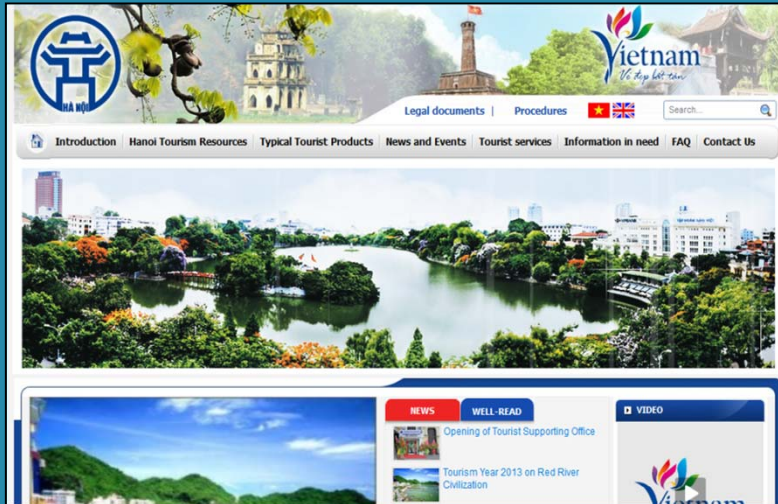 HÀ NỘI
Vietnam
Vẻ đẹp bất tận
Legal documents | Procedures
Search...
Introduction Hanoi Tourism Resources Typical Tourist Products News and Events Tourist services Information in need FAQ Contact Us
NEWS WELL-READ VIDEO
Opening of Tourist Supporting Office
Tourism Year 2013 on Red River
Civilization
Vietnam